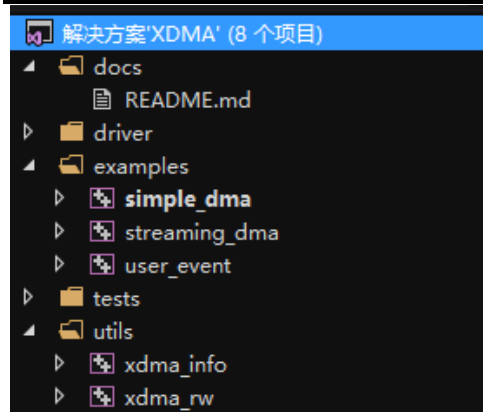 解决方案'XDMA' (8 个项目)
docs
README.md
driver
examples
simple_dma
streaming_dma
user_event
tests
utils
xdma_info
xdma_rw